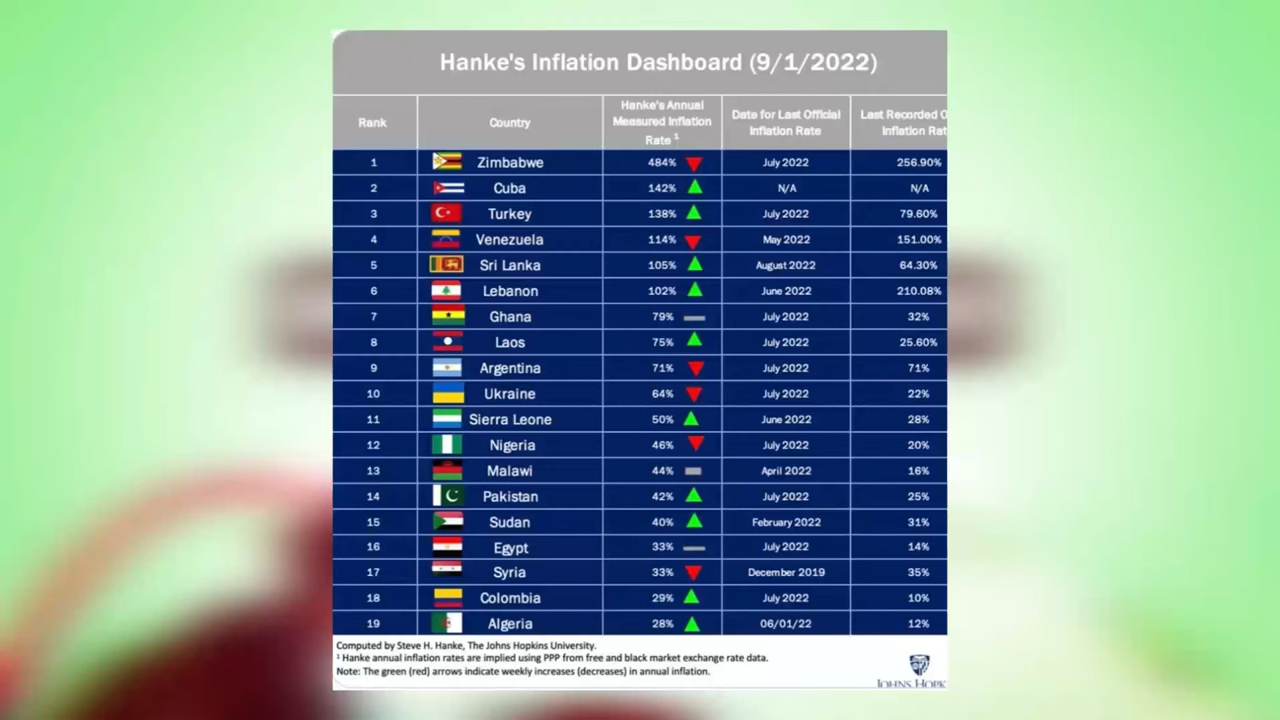 Hanke's Inflation Dashboard (9/1/2022)
Rank Country Hanke's Annual Measured Inflation Rate 1 Date for Last Official Inflation Rate Last Recorded O Inflation Rat
1 Zimbabwe 484% July 2022 256.90%
2 Cuba 142% N/A N/A
3 Turkey 138% July 2022 79.60%
4 Venezuela 114% May 2022 151.00%
5 Sri Lanka 105% August 2022 64.30%
6 Lebanon 102% June 2022 210.08%
7 Ghana 79% July 2022 32%
8 Laos 75% July 2022 25.60%
9 Argentina 71% July 2022 71%
10 Ukraine 64% July 2022 22%
11 Sierra Leone 50% June 2022 28%
12 Nigeria 46% July 2022 20%
13 Malawi 44% April 2022 16%
14 Pakistan 42% July 2022 25%
15 Sudan 40% February 2022 31%
16 Egypt 33% July 2022 14%
17 Syria 33% December 2019 35%
18 Colombia 29% July 2022 10%
19 Algeria 28% 06/01/22 12%
Computed by Steve H. Hanke, The Johns Hopkins University.
1 Hanke annual inflation rates are implied using PPP from free and black market exchange rate data.
Note: The green (red) arrows indicate weekly increases (decreases) in annual inflation.
JOHNS HOPK